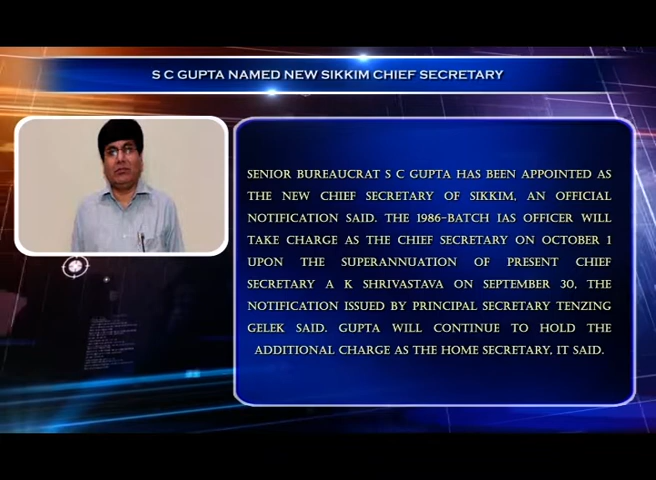 S C GUPTA NAMED NEW SIKKIM CHIEF SECRETARY
SENIOR BUREAUCRAT S C GUPTA HAS BEEN APPOINTED AS
THE NEW CHIEF SECRETARY OF SIKKIM, AN OFFICIAL
NOTIFICATION SAID. THE 1986-BATCH IAS OFFICER WILL
TAKE CHARGE AS THE CHIEF SECRETARY ON OCTOBER 1
UPON THE SUPERANNUATION OF PRESENT CHIEF
SECRETARY A K SHRIVASTAVA ON SEPTEMBER 30, THE
NOTIFICATION ISSUED BY PRINCIPAL SECRETARY TENZING
GELEK SAID. GUPTA WILL CONTINUE TO HOLD THE
ADDITIONAL CHARGE AS THE HOME SECRETARY, IT SAID.